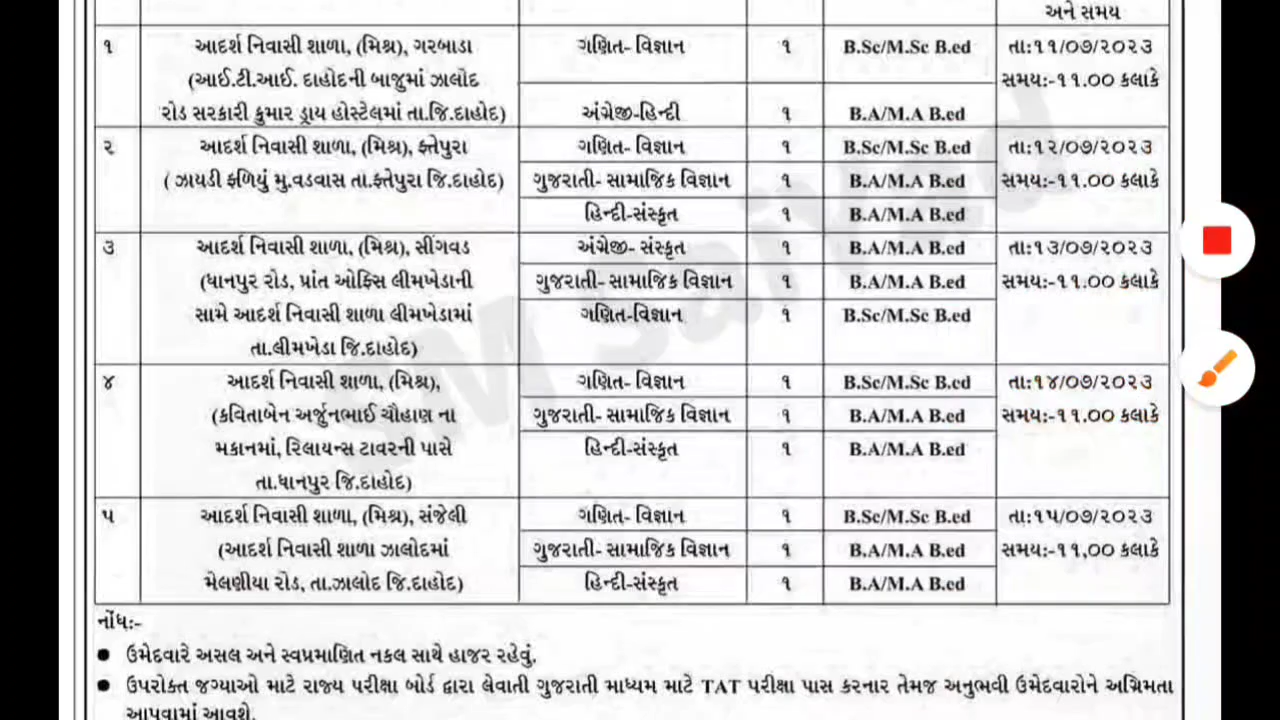 અને સમય
૧ આદર્શ નિવાસી શાળા, (મિશ્ર), ગરબાડા ગણિત- વિજ્ઞાન ૧ B.Sc/M.Sc B.ed તા:૧૧/૦૭/૨૦૨૩
(આઈ.ટી.આઈ. દાહોદની બાજુમાં ઝાલોદ સમય:-૧૧.૦૦ કલાકે
રોડ સરકારી કુમાર ડ્રાય હોસ્ટેલમાં તા.જિ.દાહોદ) અંગ્રેજી-હિન્દી ૧ B.A/M.A B.ed
૨ આદર્શ નિવાસી શાળા, (મિશ્ર), ફ્તેપુરા ગણિત- વિજ્ઞાન ૧ B.Sc/M.Sc B.ed તા:૧૨/૦૭/૨૦૨૩
( ઝાયડી ફળિયું મુ.વડવાસ તા.ફ્તેપુરા જિ.દાહોદ) ગુજરાતી- સામાજિક વિજ્ઞાન ૧ B.A/M.A B.ed સમય:-૧૧.૦૦ કલાકે
હિન્દી-સંસ્કૃત ૧ B.A/M.A B.ed
૩ આદર્શ નિવાસી શાળા, (મિશ્ર), સીંગવડ અંગ્રેજી- સંસ્કૃત ૧ B.A/M.A B.ed તા:૧૩/૦૭/૨૦૨૩
(ધાનપુર રોડ, પ્રાંત ઓફ્સિ લીમખેડાની ગુજરાતી- સામાજિક વિજ્ઞાન ૧ B.A/M.A B.ed સમય:-૧૧.૦૦ કલાકે
સામે આદર્શ નિવાસી શાળા લીમખેડામાં ગણિત-વિજ્ઞાન ૧ B.Sc/M.Sc B.ed
તા.લીમખેડા જિ.દાહોદ)
૪ આદર્શ નિવાસી શાળા, (મિશ્ર), ગણિત- વિજ્ઞાન ૧ B.Sc/M.Sc B.ed તા:૧૪/૦૭/૨૦૨૩
(કવિતાબેન અર્જુનભાઈ ચૌહાણ ના ગુજરાતી- સામાજિક વિજ્ઞાન ૧ B.A/M.A B.ed સમય:-૧૧.૦૦ કલાકે
મકાનમાં, રિલાયન્સ ટાવરની પાસે હિન્દી-સંસ્કૃત ૧ B.A/M.A B.ed
તા.ધાનપુર જિ.દાહોદ)
૫ આદર્શ નિવાસી શાળા, (મિશ્ર), સંજેલી ગણિત- વિજ્ઞાન ૧ B.Sc/M.Sc B.ed તા:૧૫/૦૭/૨૦૨૩
(આદર્શ નિવાસી શાળા ઝાલોદમાં ગુજરાતી- સામાજિક વિજ્ઞાન ૧ B.A/M.A B.ed સમય:-૧૧,૦૦ કલાકે
મેલણીયા રોડ, તા.ઝાલોદ જિ.દાહોદ) હિન્દી-સંસ્કૃત ૧ B.A/M.A B.ed
નોંધ:-
● ઉમેદવારે અસલ અને સ્વપ્રમાણિત નકલ સાથે હાજર રહેવું.
● ઉપરોક્ત જગ્યાઓ માટે રાજ્ય પરીક્ષા બોર્ડ દ્વારા લેવાતી ગુજરાતી માધ્યમ માટે TAT પરીક્ષા પાસ કરનાર તેમજ અનુભવી ઉમેદવારોને અગ્રિમતા
આપવામાં આવશે.